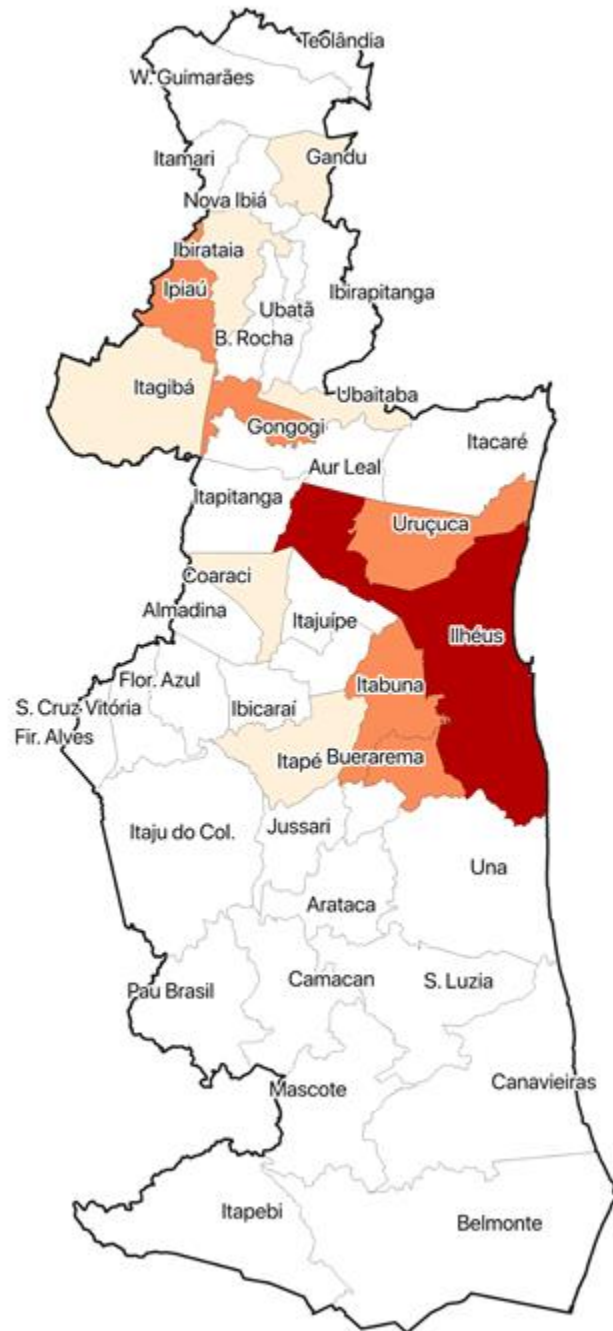 Teolândia
W. Guimarães
Itamari
Gandu
Nova Ibiá
Ibirataia
Ipiaú
Ibirapitanga
Ubatã
B. Rocha
Itagibá
Ubaitaba
Gongogi
Itacaré
Aur Leal
Itapitanga
Uruçuca
Coaraci
Almadina
Itajuípe
Ilhéus
Flor. Azul
Itabuna
S. Cruz Vitória
Ibicaraí
Fir. Alves
Itapé
Buerarema
Itaju do Col.
Jussari
Una
Arataca
Camacan
S. Luzia
Pau Brasil
Canavieiras
Mascote
Itapebi
Belmonte